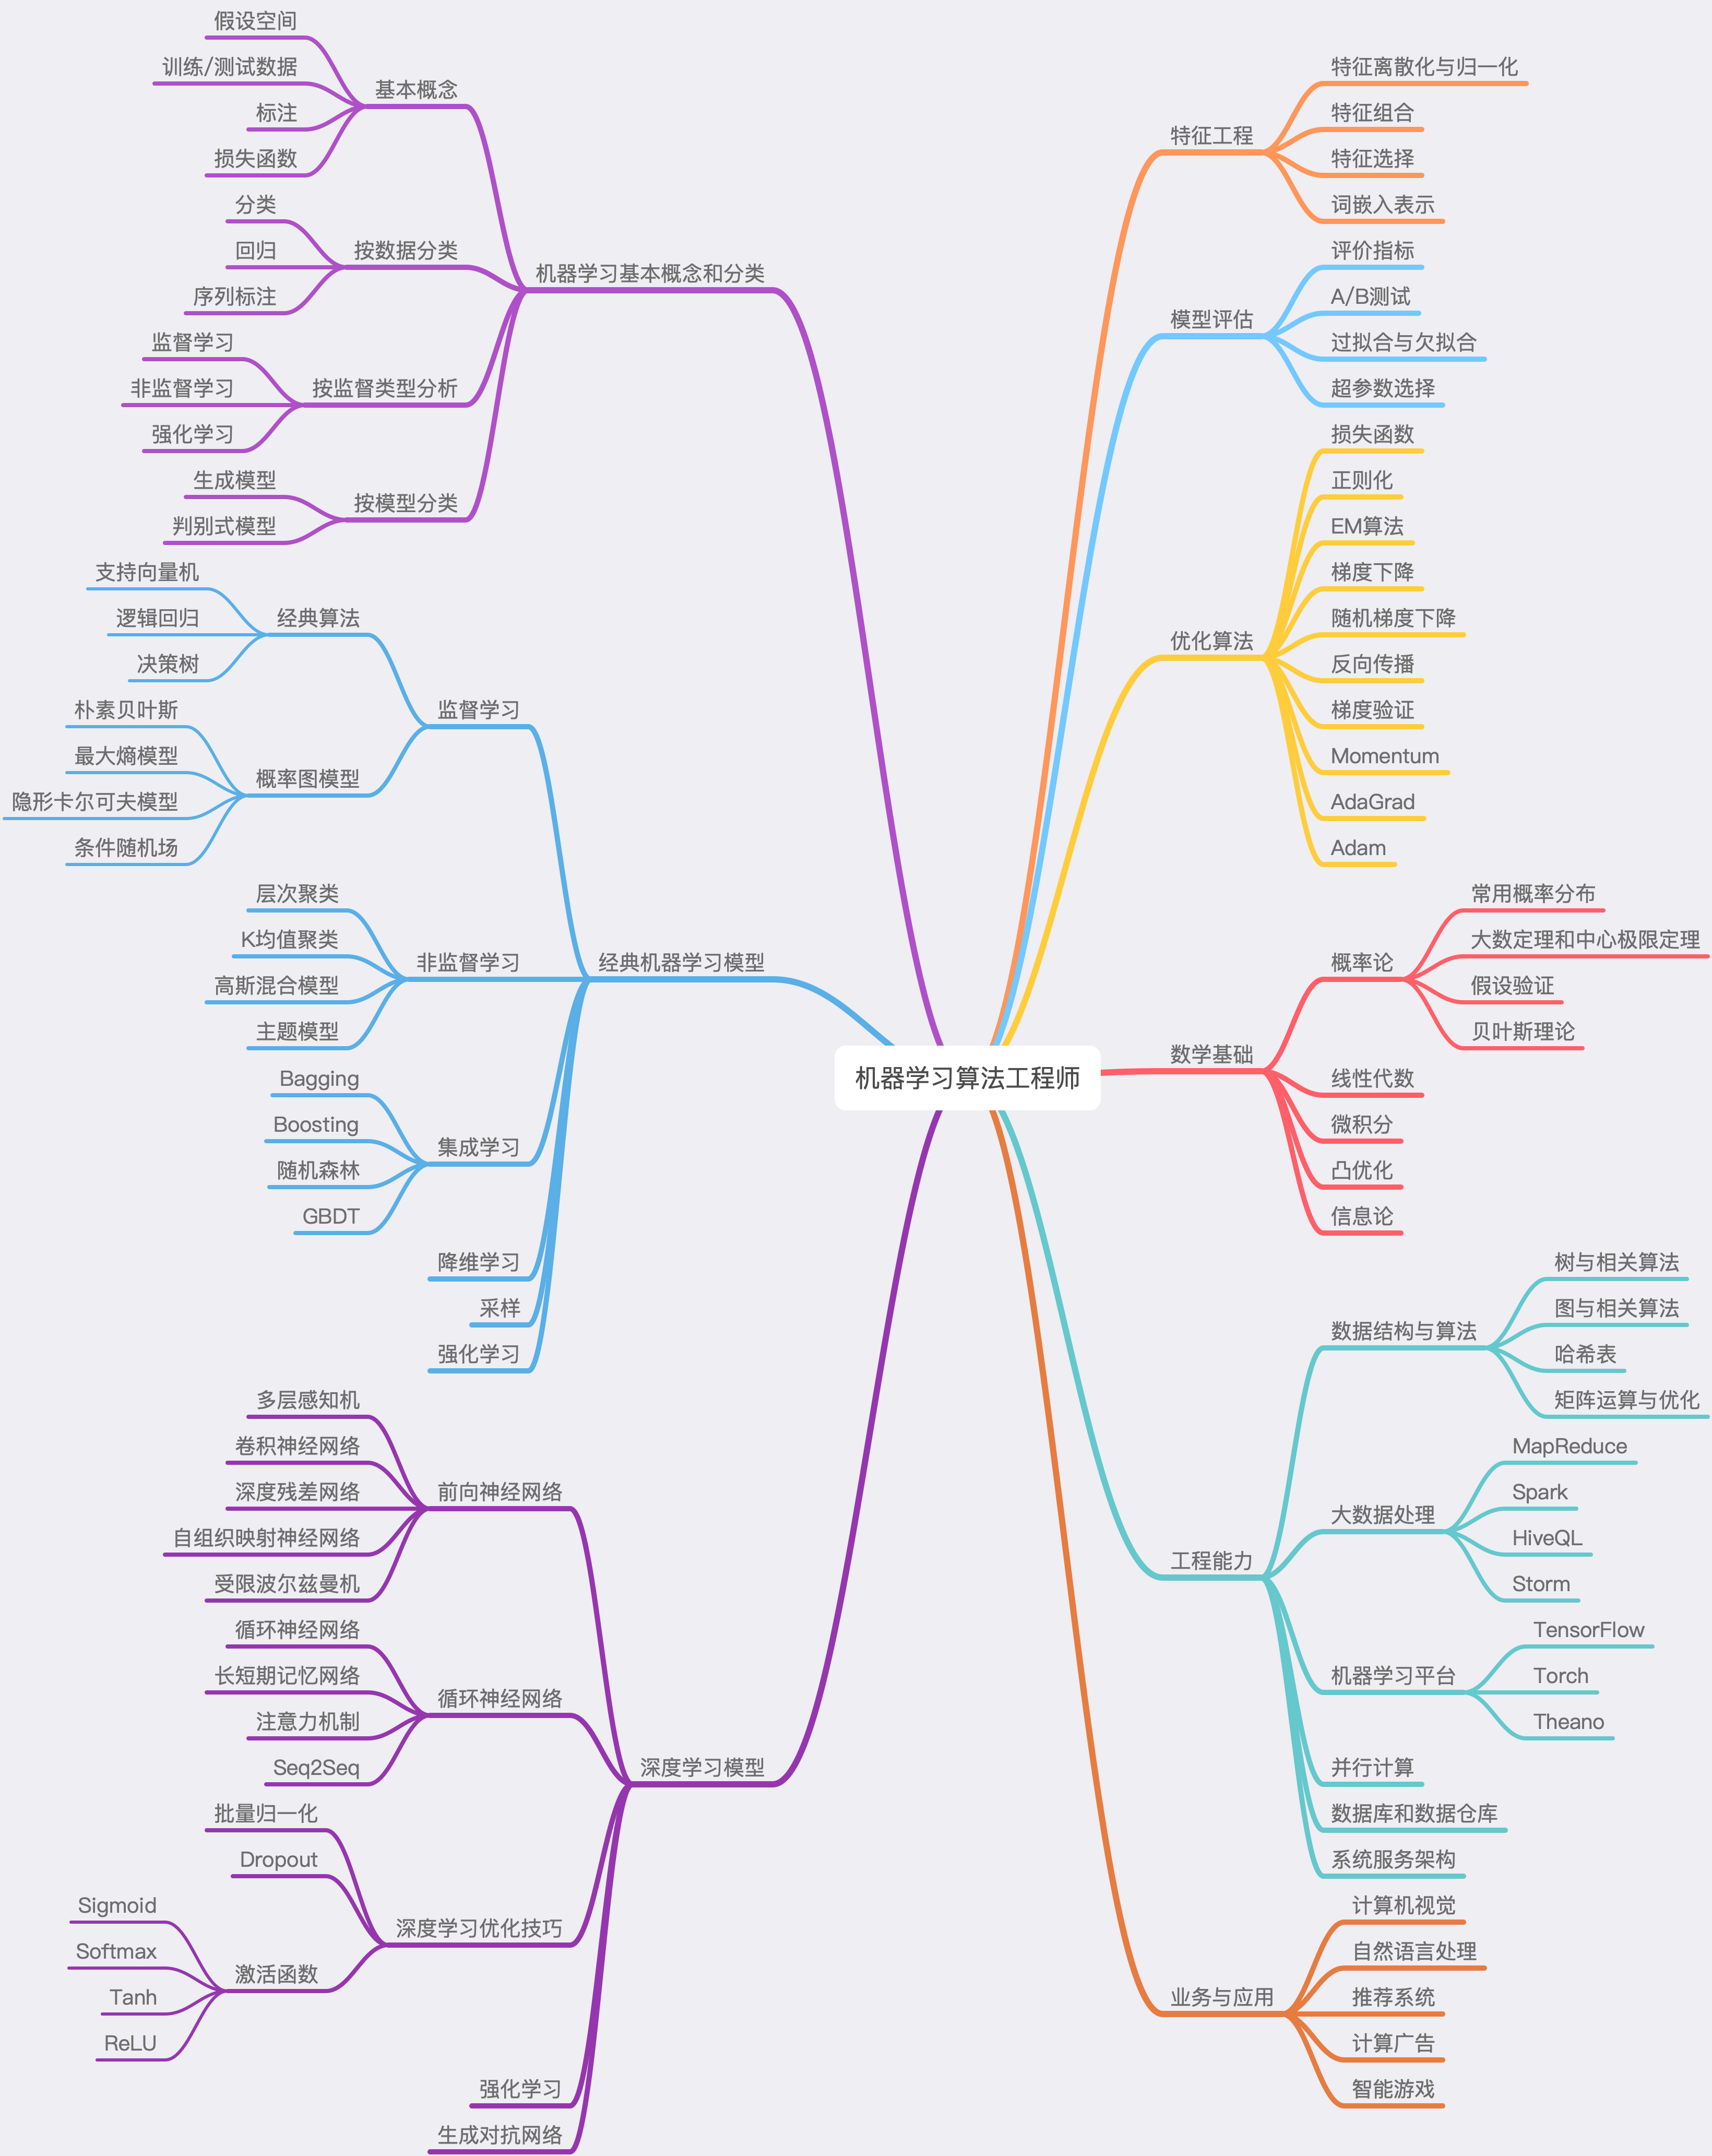 机器学习算法工程师
机器学习基本概念和分类
基本概念
假设空间
训练/测试数据
标注
损失函数
按数据分类
分类
回归
序列标注
按监督类型分析
监督学习
非监督学习
强化学习
按模型分类
生成模型
判别式模型
经典机器学习模型
监督学习
经典算法
支持向量机
逻辑回归
决策树
概率图模型
朴素贝叶斯
最大熵模型
隐形卡尔可夫模型
条件随机场
非监督学习
层次聚类
K均值聚类
高斯混合模型
主题模型
集成学习
Bagging
Boosting
随机森林
GBDT
降维学习
采样
强化学习
深度学习模型
前向神经网络
多层感知机
卷积神经网络
深度残差网络
自组织映射神经网络
受限波尔兹曼机
循环神经网络
循环神经网络
长短期记忆网络
注意力机制
Seq2Seq
深度学习优化技巧
批量归一化
Dropout
激活函数
Sigmoid
Softmax
Tanh
ReLU
强化学习
生成对抗网络
特征工程
特征离散化与归一化
特征组合
特征选择
词嵌入表示
模型评估
评价指标
A/B测试
过拟合与欠拟合
超参数选择
优化算法
损失函数
正则化
EM算法
梯度下降
随机梯度下降
反向传播
梯度验证
Momentum
AdaGrad
Adam
数学基础
概率论
常用概率分布
大数定理和中心极限定理
假设验证
贝叶斯理论
线性代数
微积分
凸优化
信息论
工程能力
数据结构与算法
树与相关算法
图与相关算法
哈希表
矩阵运算与优化
大数据处理
MapReduce
Spark
HiveQL
Storm
机器学习平台
TensorFlow
Torch
Theano
并行计算
数据库和数据仓库
系统服务架构
业务与应用
计算机视觉
自然语言处理
推荐系统
计算广告
智能游戏